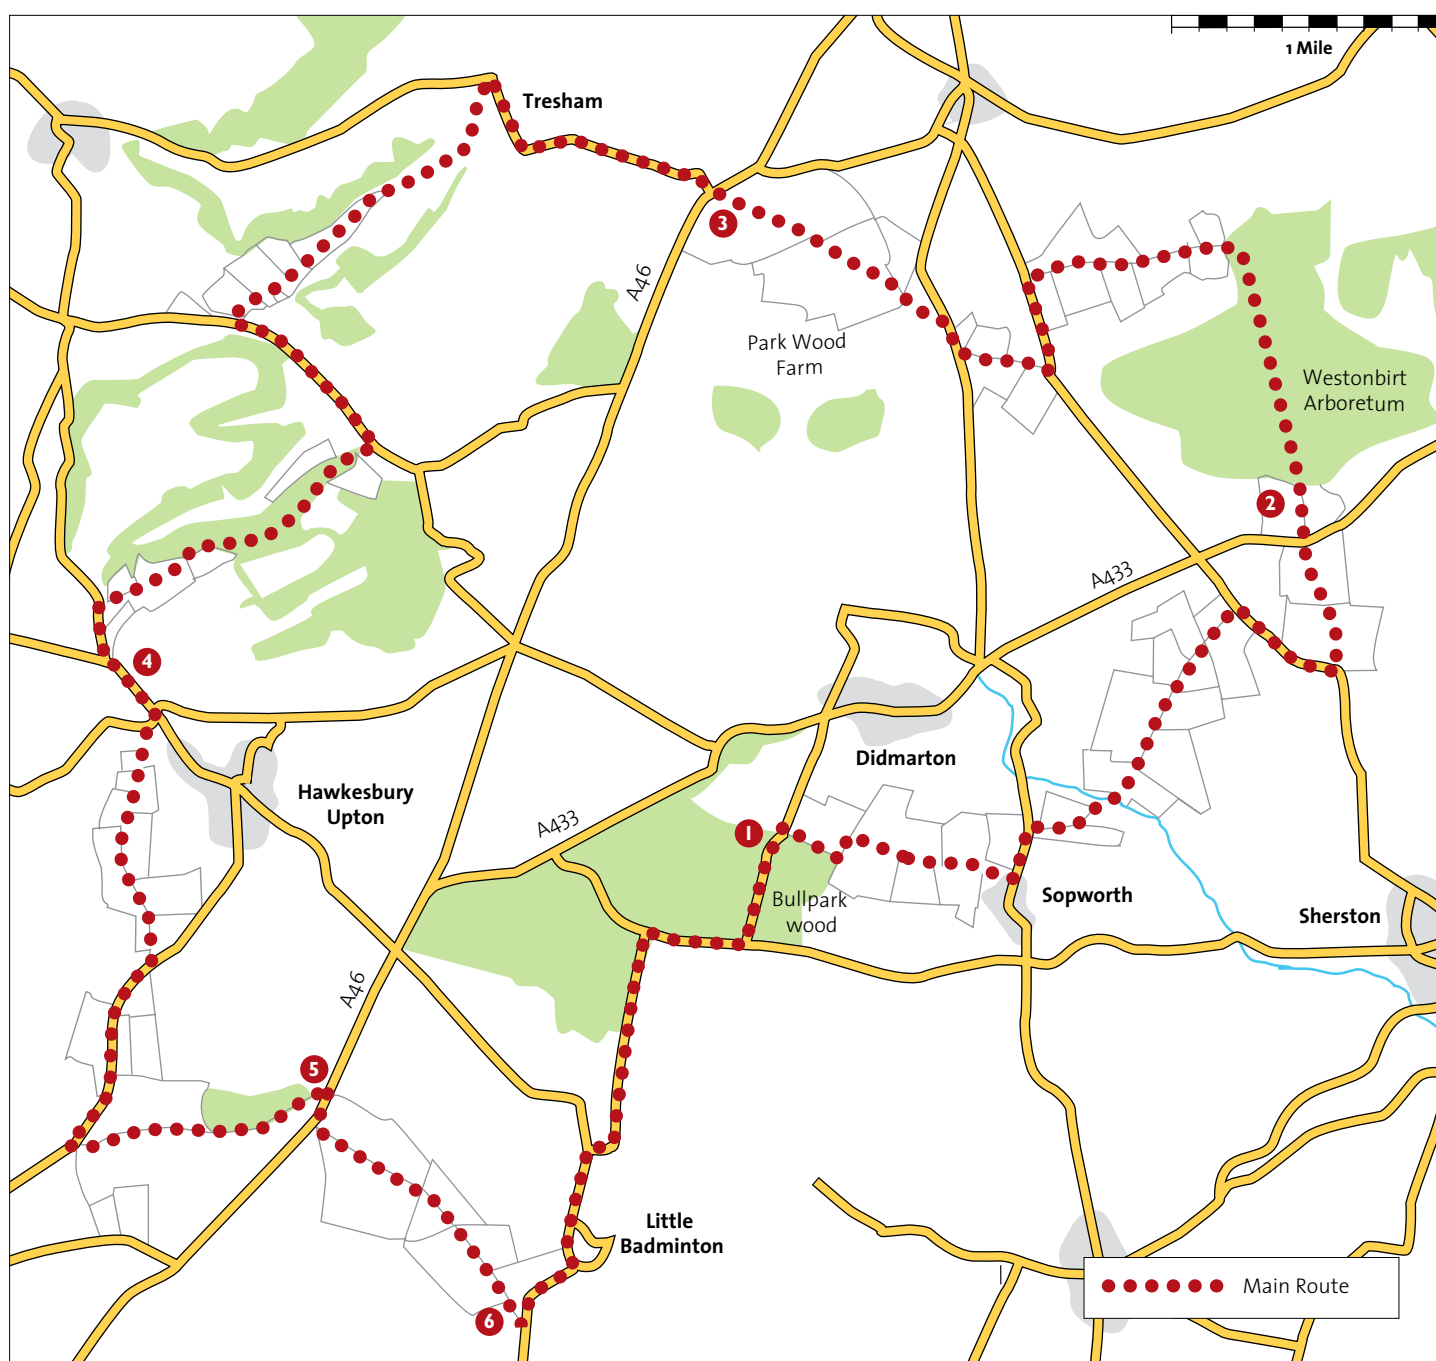 1 Mile
Tresham
3
A46
Park Wood
Farm
Westonbirt
Arboretum
2
A433
4
Didmarton
Hawkesbury
Upton
A433
1
Bullpark
wood
Sopworth
Sherston
A46
5
Little
Badminton
6
Main Route